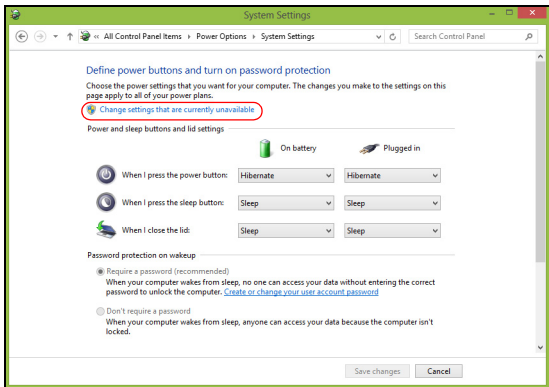 System Settings
« All Control Panel Items Power Options System Settings
Search Control Panel
Define power buttons and turn on password protection
Choose the power settings that you want for your computer. The changes you make to the settings on this
page apply to all of your power plans.
Change settings that are currently unavailable
Power and sleep buttons and lid settings
On battery Plugged in
When I press the power button: Hibernate Hibernate
When I press the sleep button: Sleep Sleep
When I close the lid: Sleep Sleep
Password protection on wakeup
Require a password (recommended)
When your computer wakes from sleep, no one can access your data without entering the correct
password to unlock the computer. Create or change your user account password
Don't require a password
When your computer wakes from sleep, anyone can access your data because the computer isn't
locked.
Save changes Cancel